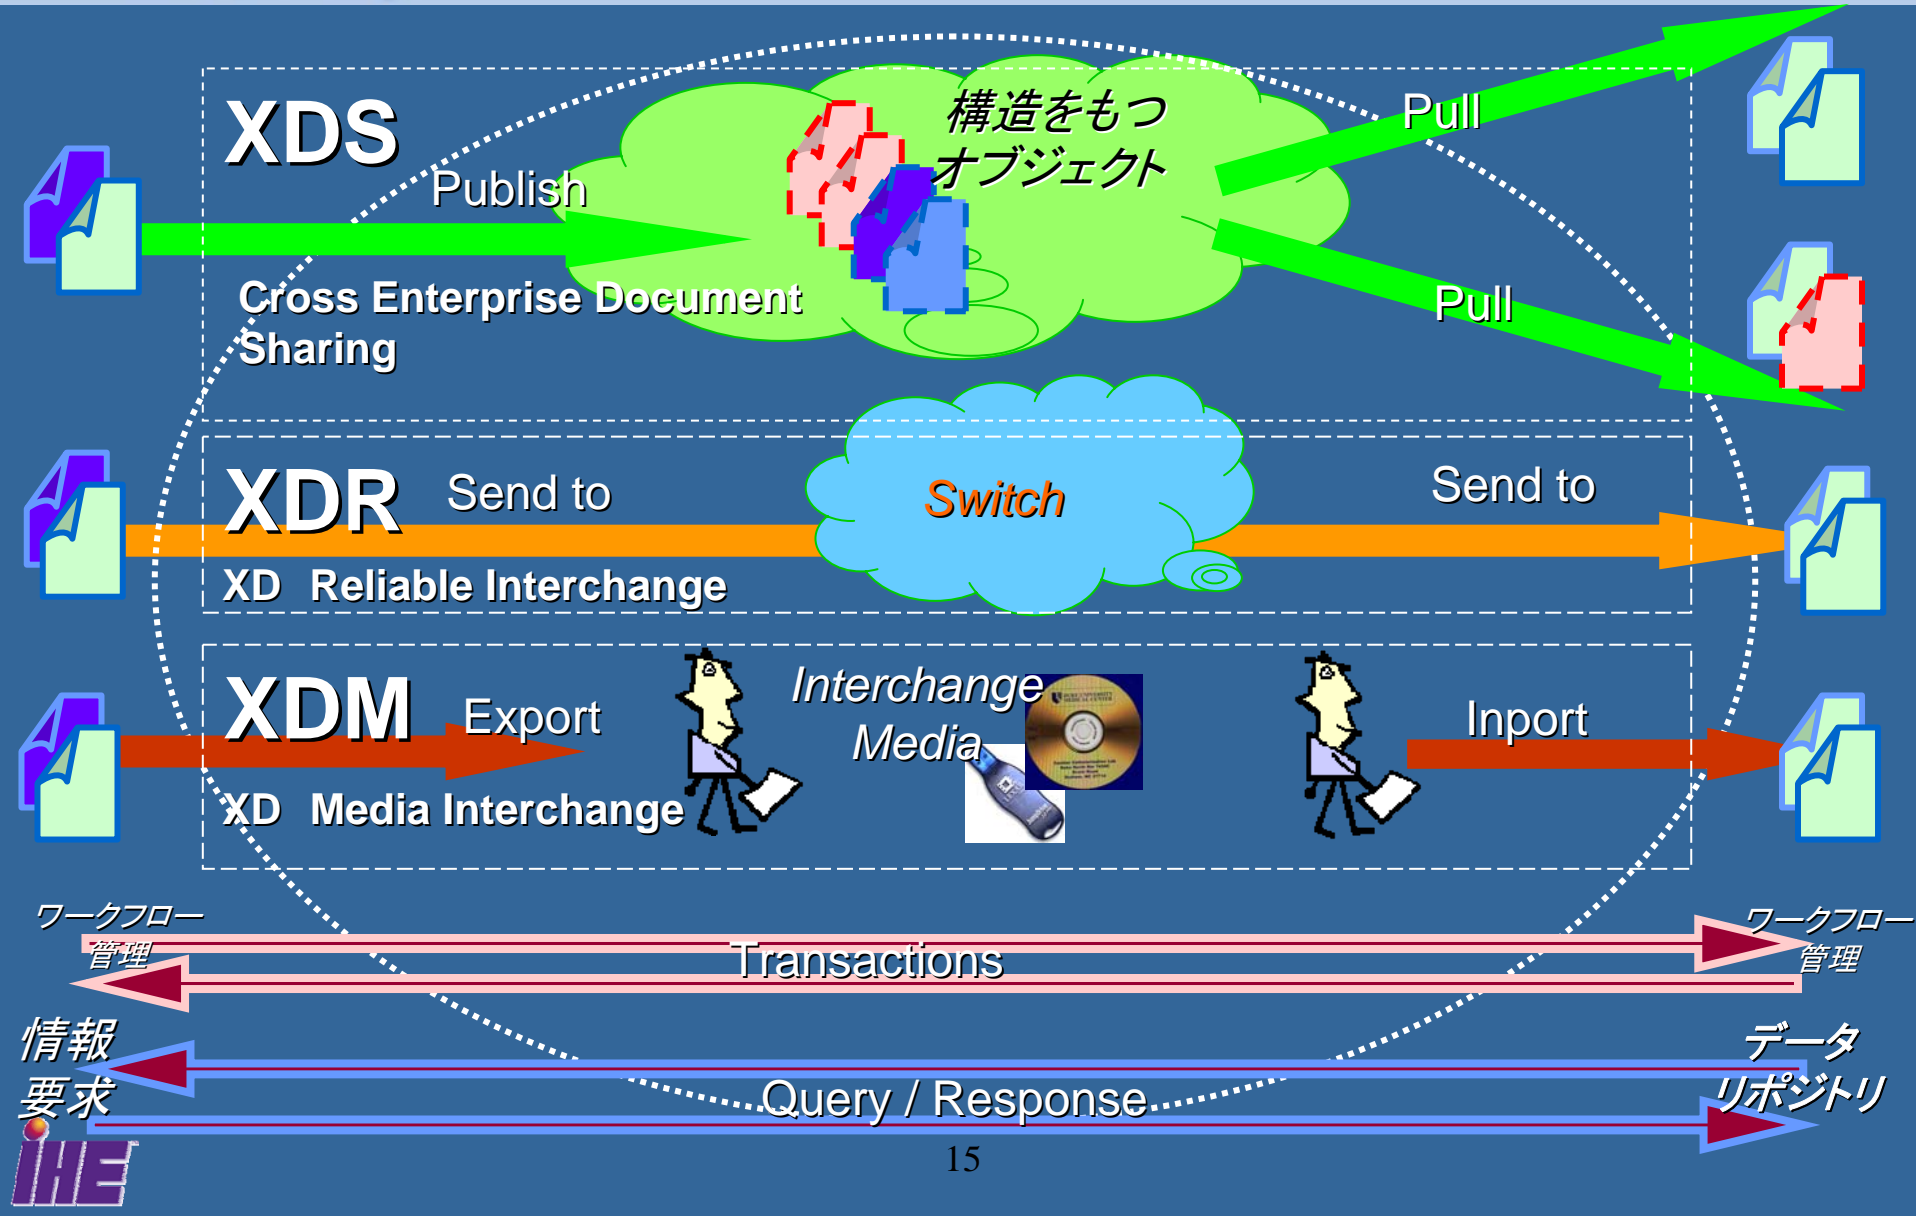 構造をもつ
オブジェクト
Pull
XDS
Publish
Cross Enterprise Document
Sharing
Pull
XDR
Send to
Switch
Send to
XD Reliable Interchange
XDM
Export
Interchange
Media
Inport
XD Media Interchange
ワークフロー
管理
Transactions
ワークフロー
管理
情報
要求
Query / Response
データ
リポジトリ
IHE
15